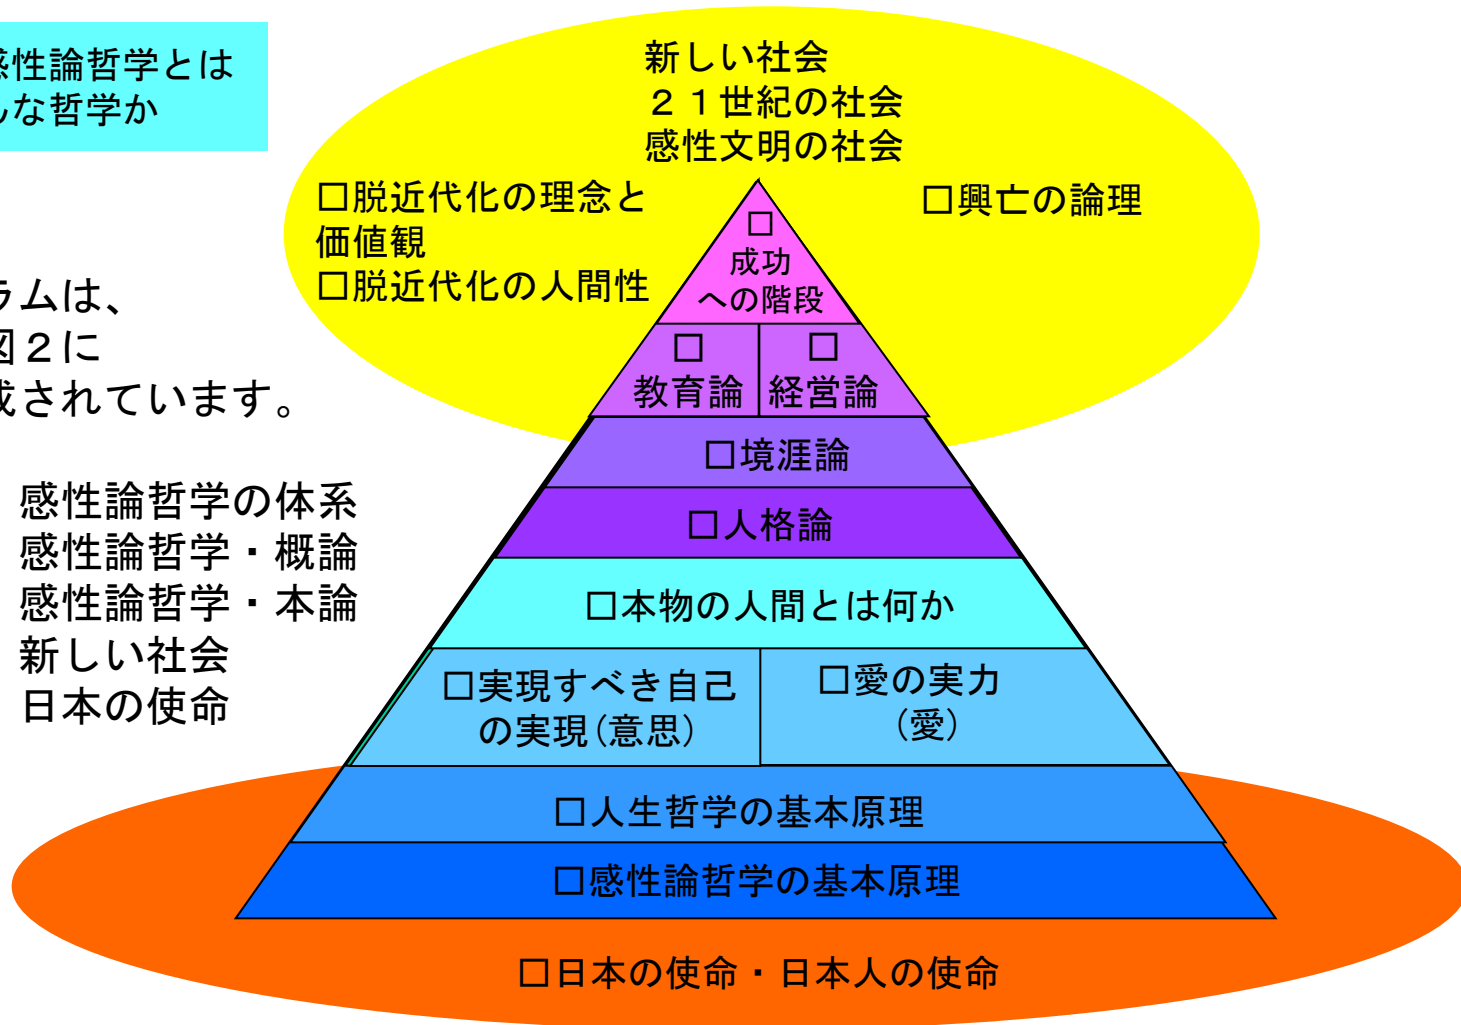 感性論哲学とは
んな哲学か
ラムは、
図２に
成されています。
感性論哲学の体系
感性論哲学・概論
感性論哲学・本論
新しい社会
日本の使命
新しい社会
２１世紀の社会
感性文明の社会
□脱近代化の理念と
価値観
□脱近代化の人間性
□興亡の論理
□
成功
への階段
□
教育論
□
経営論
□境涯論
□人格論
□本物の人間とは何か
□実現すべき自己
の実現(意思)
□愛の実力
(愛)
□人生哲学の基本原理
□感性論哲学の基本原理
□日本の使命・日本人の使命